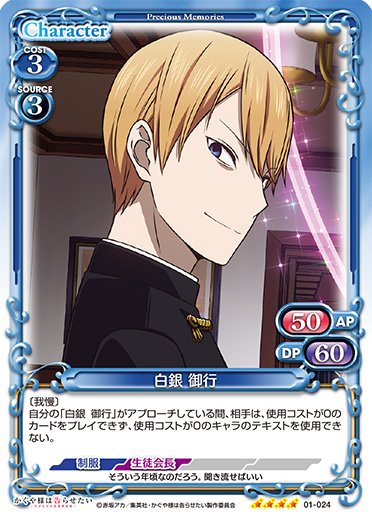 Precious Memories
Character
COST
3
SOURCE
3
50 AP
DP 60
白銀 御行
［我慢］
自分の「白銀 御行」がアプローチしている間、相手は、使用コストが0の
カードをプレイできず、使用コストが0のキャラのテキストを使用でき
ない。
制服 生徒会長
そういう年頃なのだろう。聞き流せばいい
かぐや様は告らせたい
©赤坂アカ／集英社・かぐや様は告らせたい製作委員会
01-024